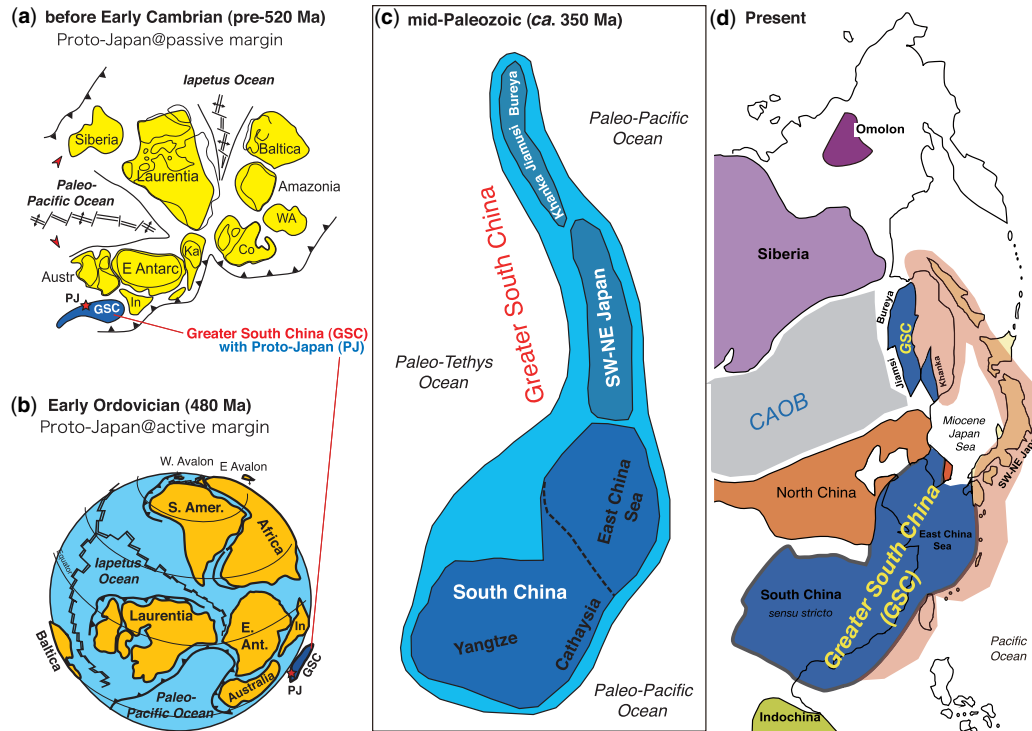 (a) before Early Cambrian (pre-520 Ma)
Proto-Japan@passive margin
Iapetus Ocean
Siberia
Laurentia
Baltica
Amazonia
Paleo-
Pacific Ocean
WA
Ka
Co
Austr
E Antarc
In
PJ
GSC
Greater South China (GSC)
with Proto-Japan (PJ)
(b) Early Ordovician (480 Ma)
Proto-Japan@active margin
W. Avalon
E Avalon
S. Amer.
Africa
Equator
Iapetus
Ocean
Laurentia
E.
Ant.
In
Baltica
GSC
PJ
Australia
Paleo-
Pacific Ocean
(c) mid-Paleozoic (ca. 350 Ma)
Bureya
Jiamusi
Khanka
Paleo-Pacific
Ocean
Greater South China
SW-NE Japan
Paleo-Tethys
Ocean
East China
Sea
South China
Yangtze
Cathaysia
Paleo-Pacific
Ocean
(d) Present
Omolon
Siberia
Bureya
GSC
Jiamsi
Khanka
CAOB
Miocene
Japan
Sea
SW-NE Jap
North China
East China
Sea
Greater South China
(GSC)
South China
sensu stricto
Pacific
Ocean
Indochina